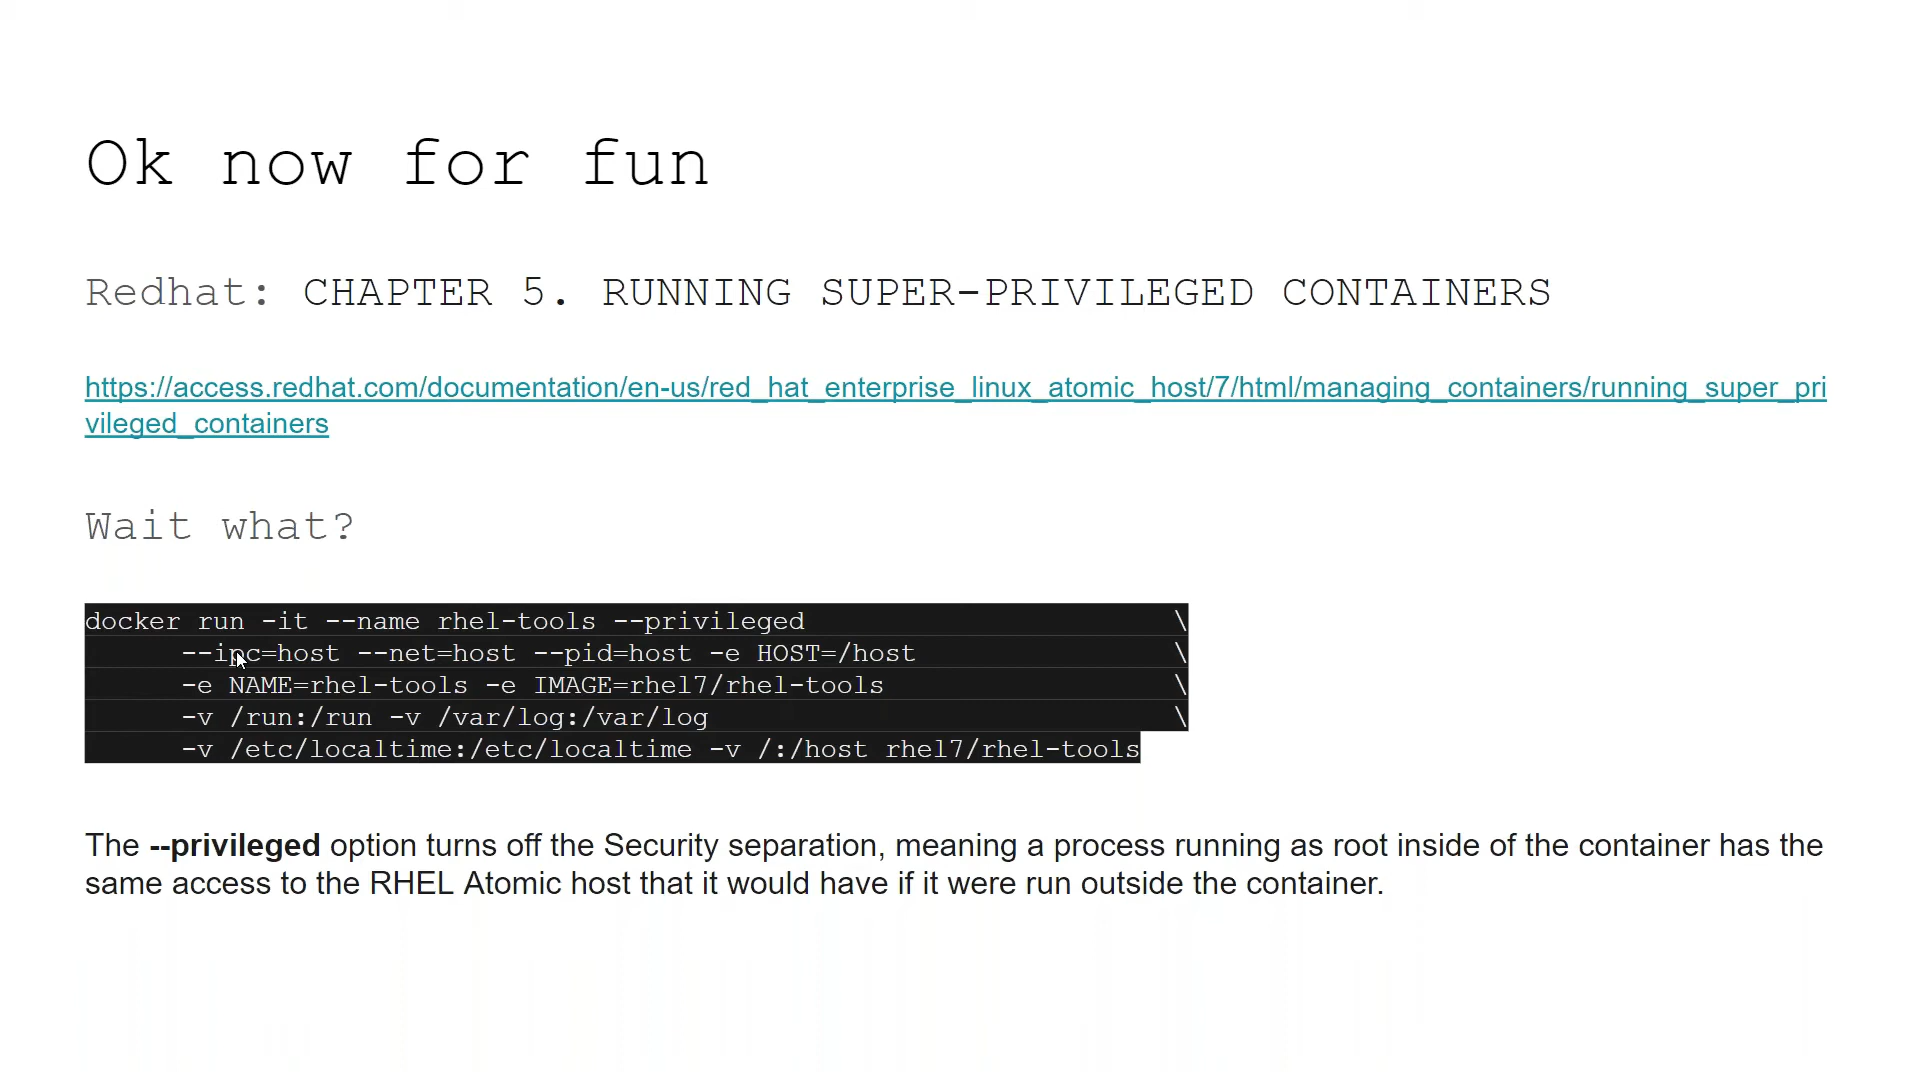 Ok now for fun
Redhat: CHAPTER 5. RUNNING SUPER-PRIVILEGED CONTAINERS
https://access.redhat.com/documentation/en-us/red_hat_enterprise_linux_atomic_host/7/html/managing_containers/running_super_pri
vileged_containers
Wait what?
docker run -it --name rhel-tools --privileged \
--ipc=host --net=host --pid=host -e HOST=/host \
-e NAME=rhel-tools -e IMAGE=rhel7/rhel-tools \
-v /run:/run -v /var/log:/var/log \
-v /etc/localtime:/etc/localtime -v /:/host rhel7/rhel-tools
The --privileged option turns off the Security separation, meaning a process running as root inside of the container has the
same access to the RHEL Atomic host that it would have if it were run outside the container.